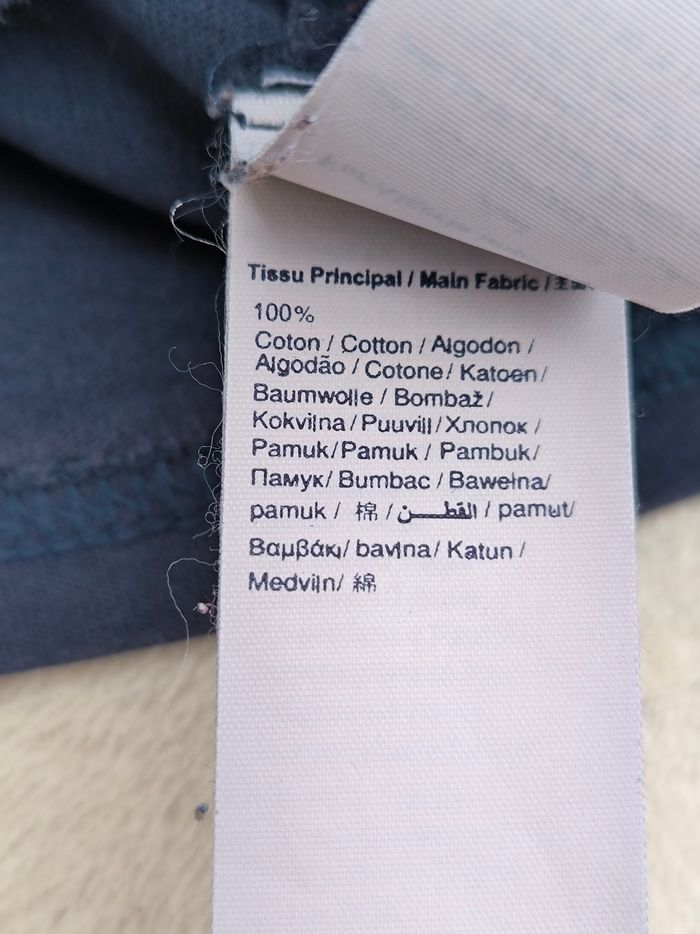 Tissu Principal / Main Fabric / 主
100%
Coton / Cotton / Algodon /
Algodão / Cotone / Katoen /
Baumwolle / Bombaž /
Kokvilna / Puuvill / Хлопок /
Pamuk / Pamuk / Pambuk /
Памук / Bumbac / Bawełna /
pamuk / 棉 / القطن / pamut /
Βαμβάκι / bavlna / Katun /
Medviln / 綿